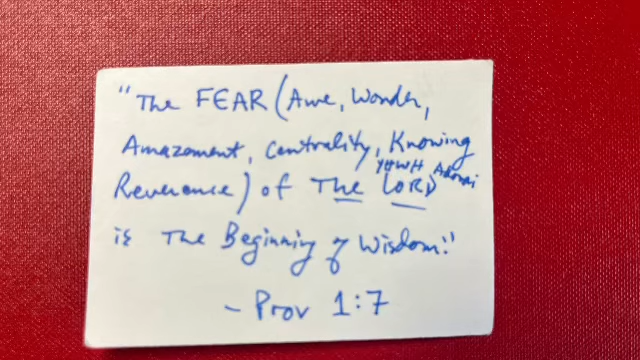 "The FEAR (Awe, Wonder,
Amazement, Centrality, Knowing
YHWH Adonai
Reverence) of The LORD
is The Beginning of Wisdom."
- Prov 1:7